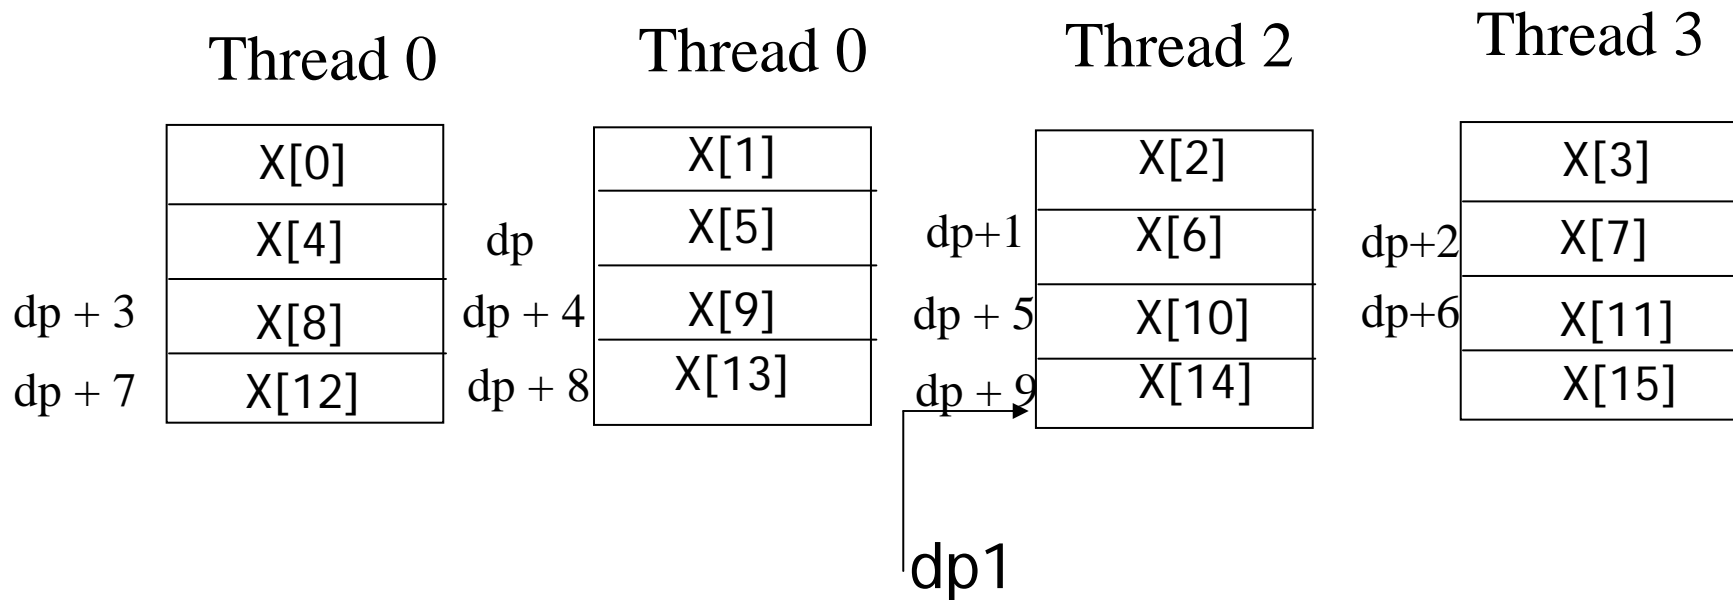 Thread 0 Thread 0 Thread 2 Thread 3
X[0] X[1] X[2] X[3]
X[4] dp X[5] dp+1 X[6] dp+2 X[7]
dp + 3 X[8] dp + 4 X[9] dp + 5 X[10] dp+6 X[11]
dp + 7 X[12] dp + 8 X[13] dp + 9 X[14] X[15]
dp1